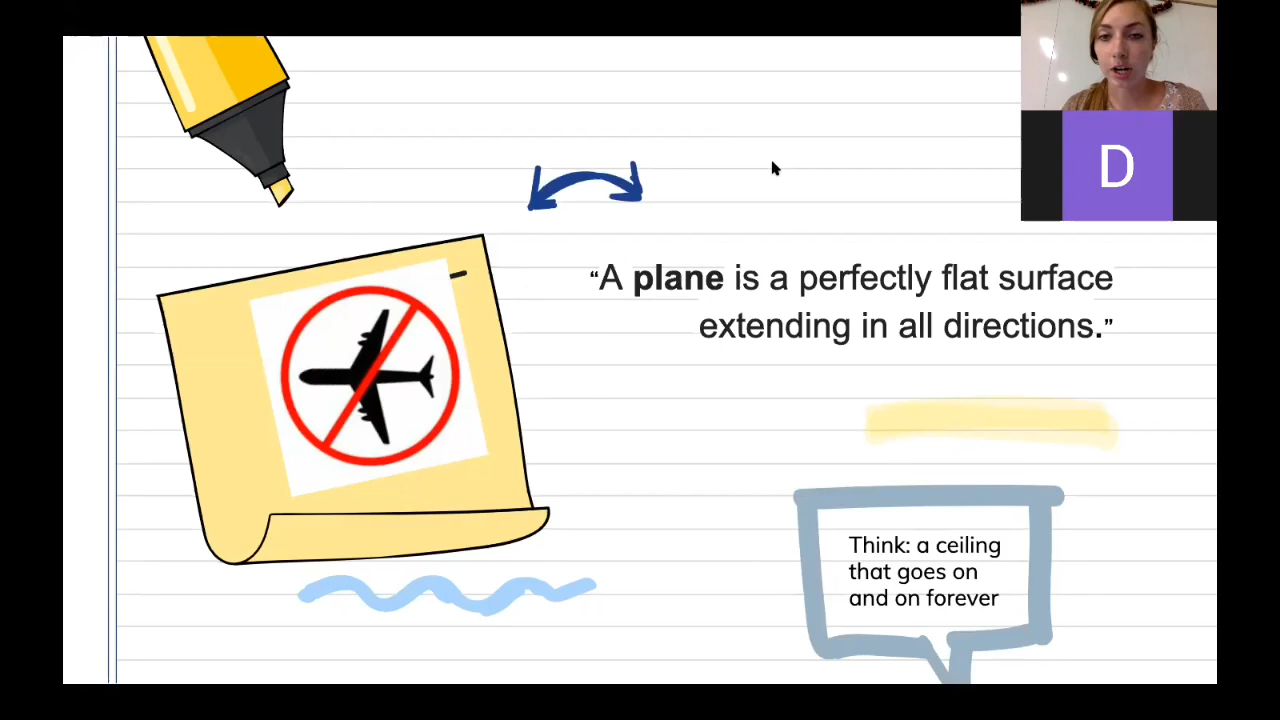 D
“A plane is a perfectly flat surface
extending in all directions.”
Think: a ceiling
that goes on
and on forever